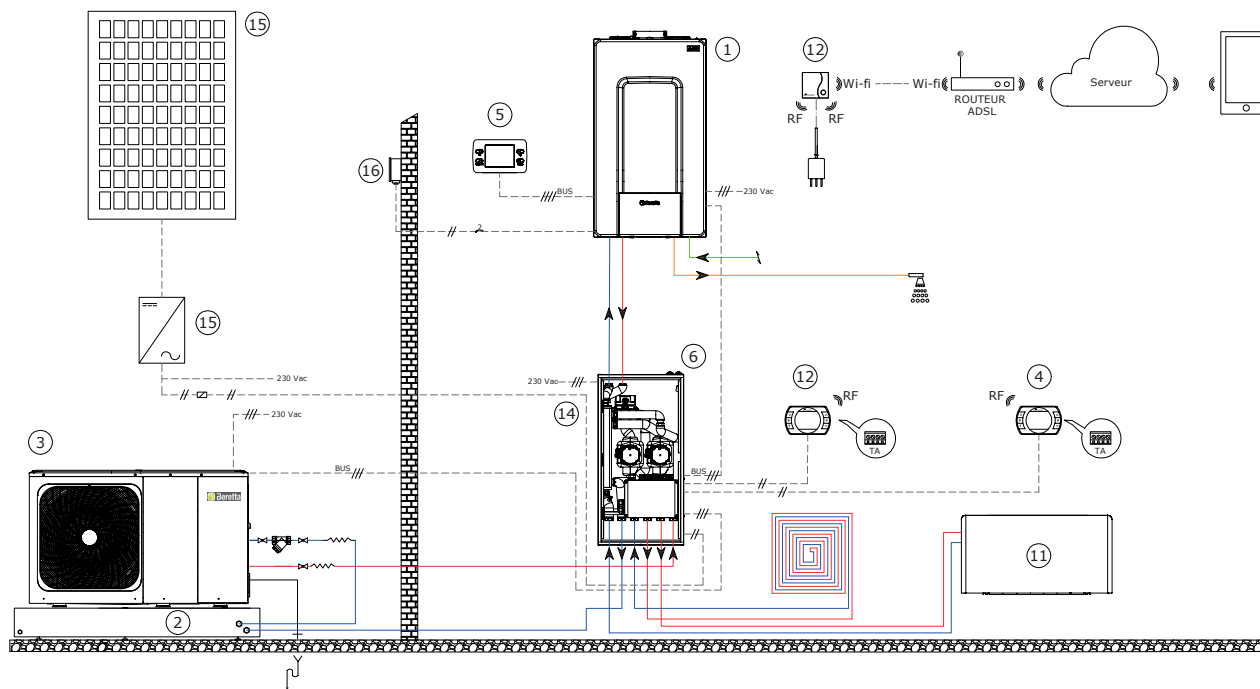 15
1
12
Wi-fi
Wi-fi
Serveur
ROUTEUR
ADSL
RF
RF
5
16
BUS
230 Vac
2
Beretta
15
230 Vac
6
230 Vac
14
12
RF
TA
4
RF
TA
230 Vac
3
BUS
BUS
Beretta
11
2